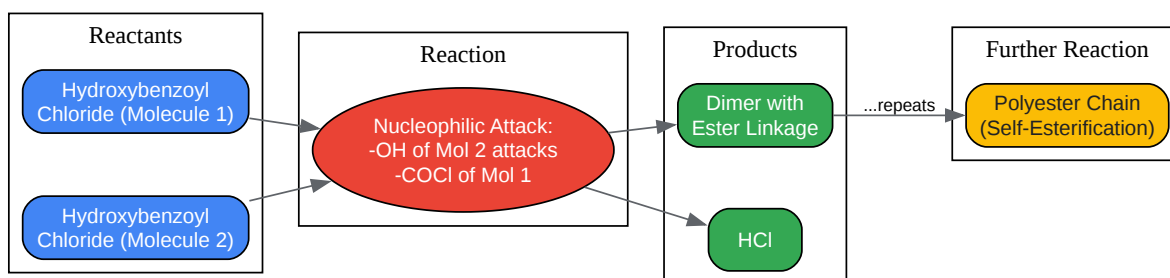 Reactants
Hydroxybenzoyl
Chloride (Molecule 1)
Hydroxybenzoyl
Chloride (Molecule 2)
Reaction
Nucleophilic Attack:
-OH of Mol 2 attacks
-COCl of Mol 1
Products
Dimer with
Ester Linkage
HCl
...repeats
Further Reaction
Polyester Chain
(Self-Esterification)